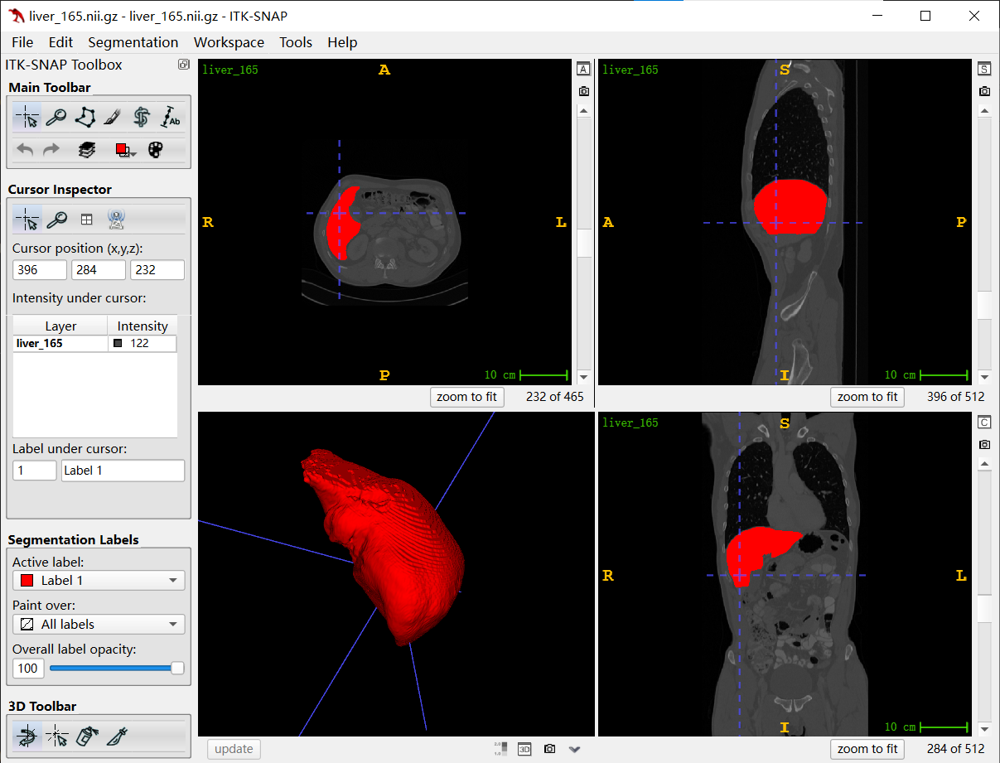 liver_165.nii.gz - liver_165.nii.gz - ITK-SNAP
File Edit Segmentation Workspace Tools Help
ITK-SNAP Toolbox
Main Toolbar
Ab
Cursor Inspector
Cursor position (x,y,z):
396 284 232
Intensity under cursor:
Layer Intensity
liver_165 122
Label under cursor:
1 Label 1
Segmentation Labels
Active label:
Label 1
Paint over:
All labels
Overall label opacity:
100
3D Toolbar
liver_165
A
A
R
L
P
10 cm
zoom to fit 232 of 465
liver_165
S
S
A
P
I
10 cm
zoom to fit 396 of 512
update
3D
liver_165
S
C
R
L
I
10 cm
zoom to fit 284 of 512